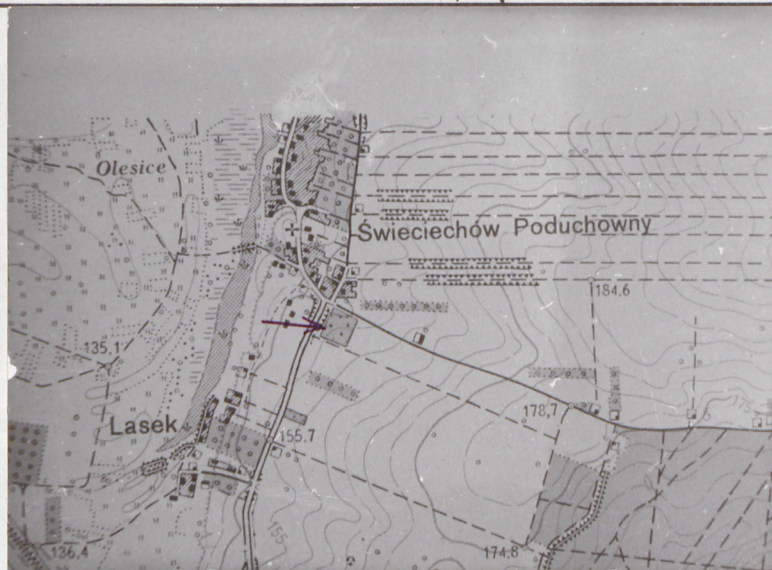 Olesice
Świeciechów Poduchowny
184,6
135,1
178,7
Lasek
155,7
155
136,4
174,8